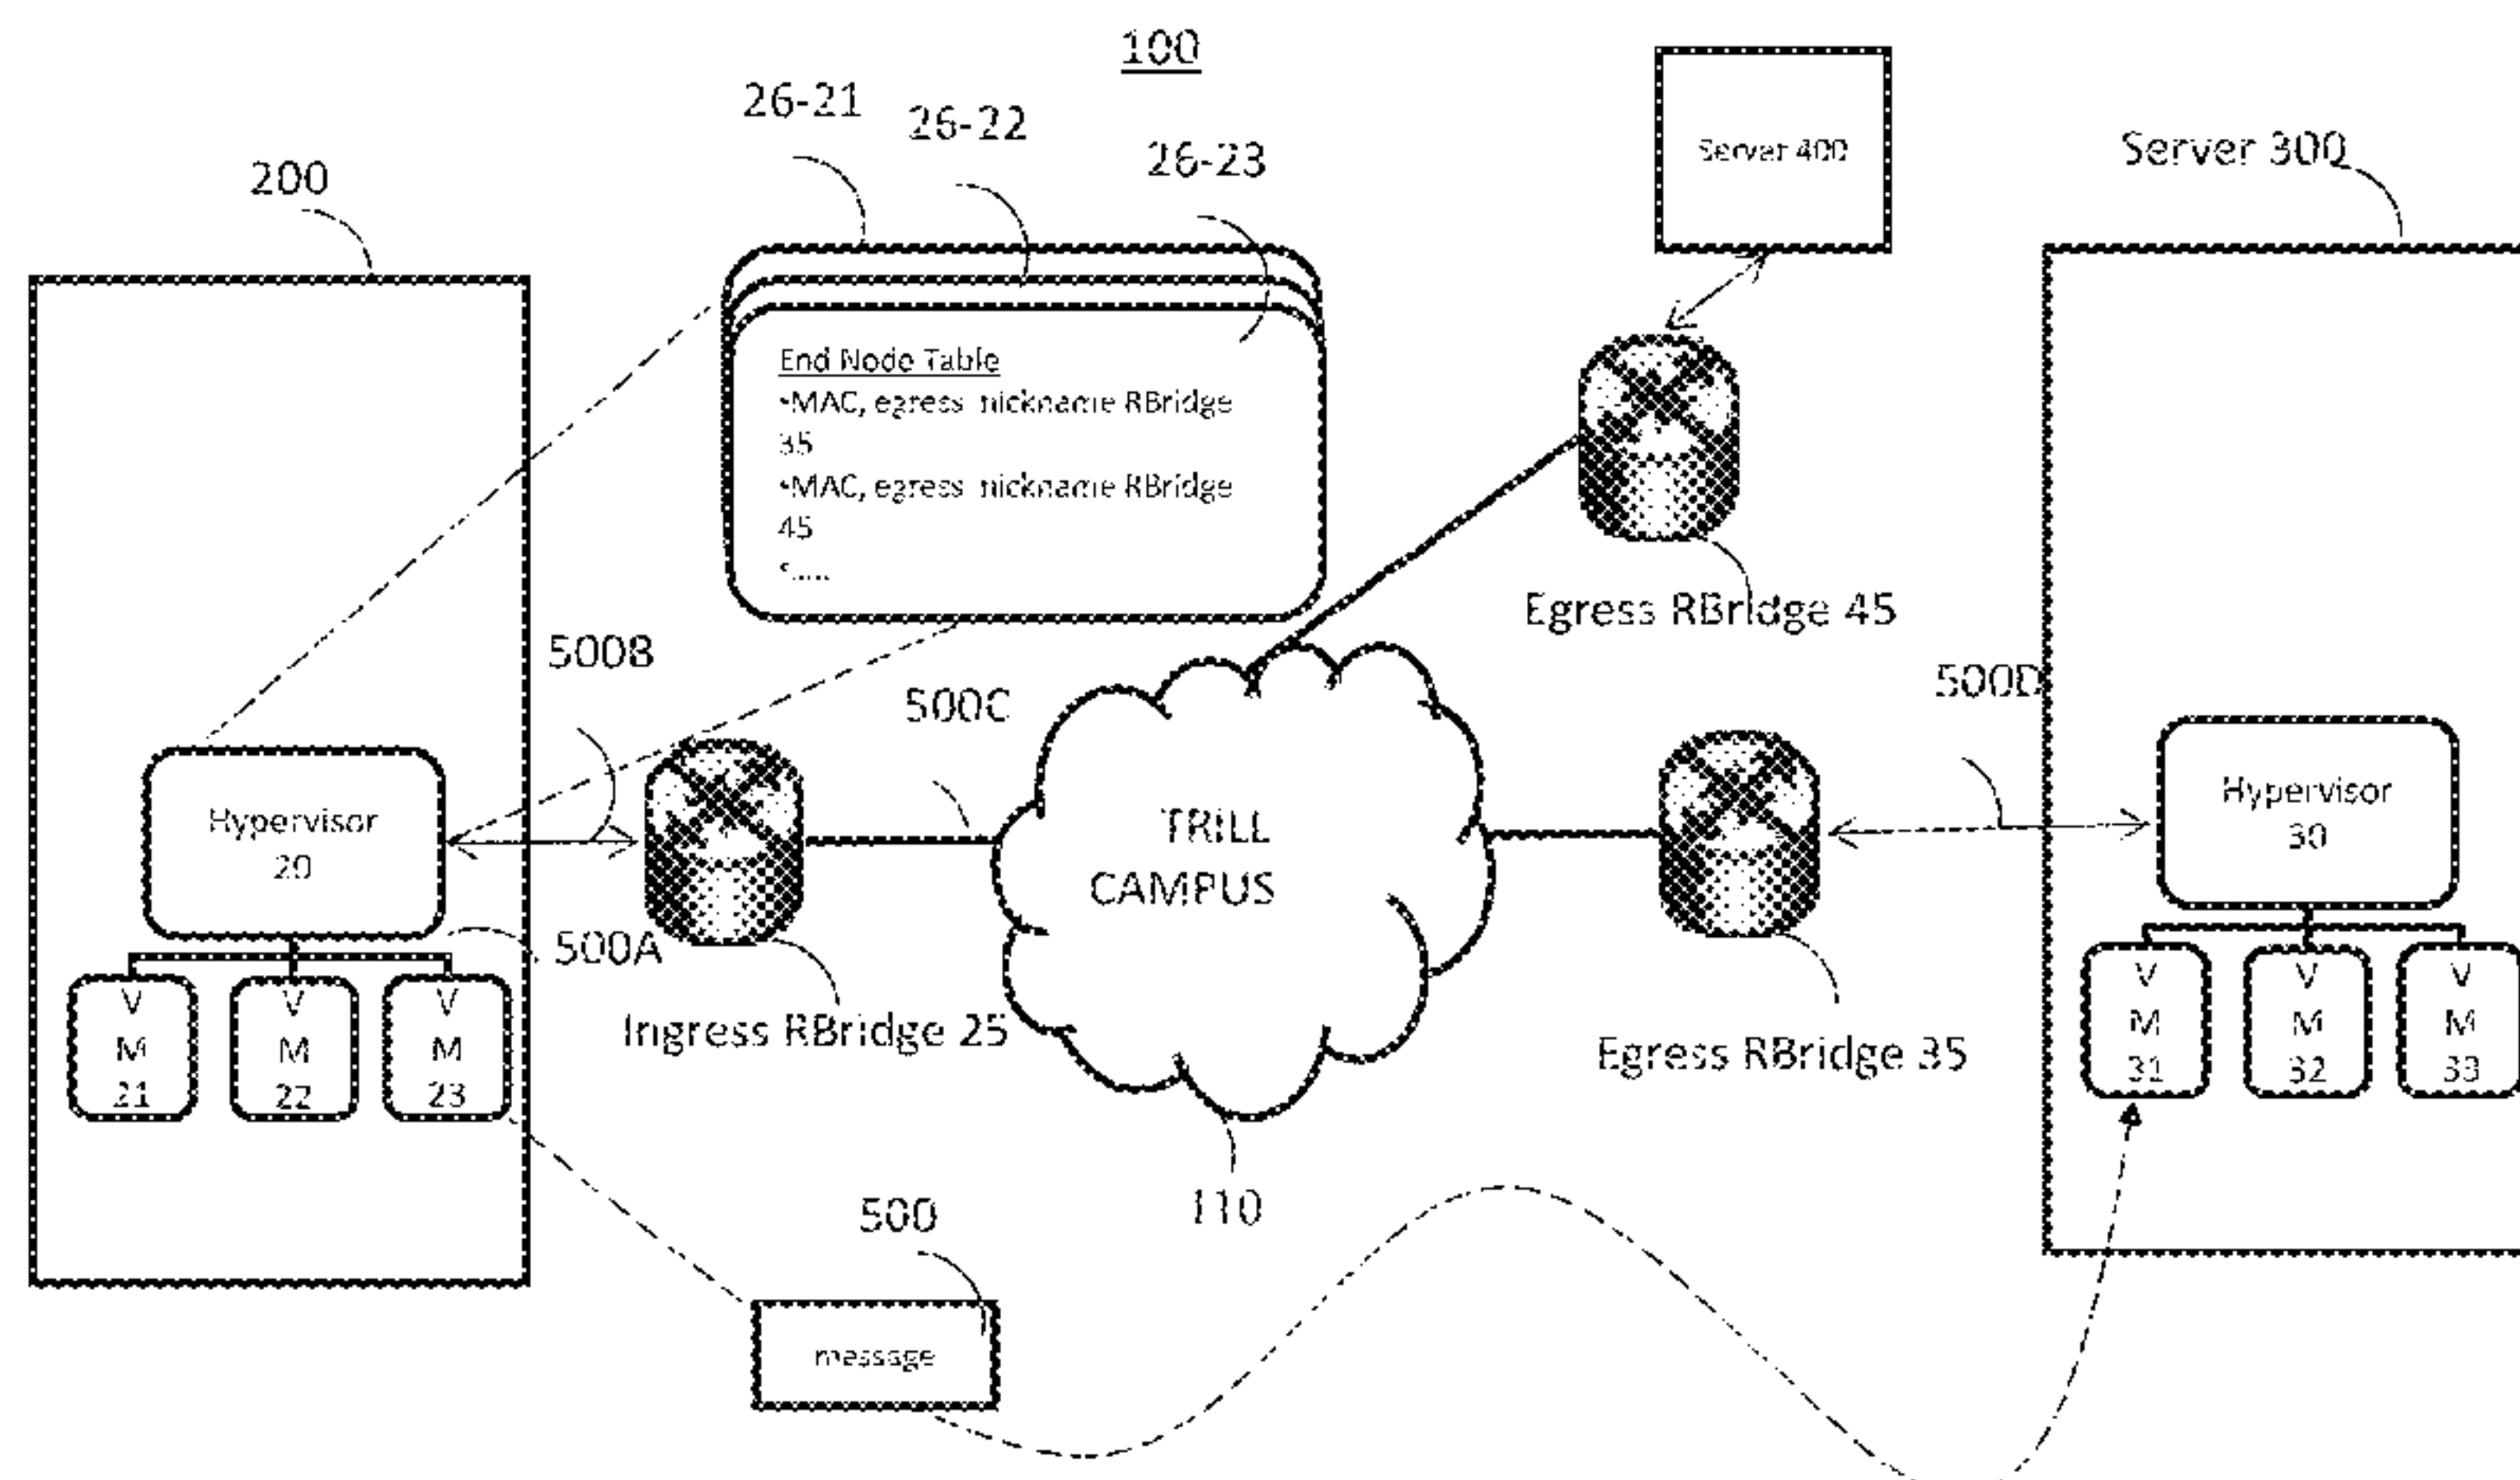 100
26-21
26-22
26-23
200
Server 400
Server 300
End Node Table
•MAC, egress nickname RBridge
35
•MAC, egress nickname RBridge
45
•.....
Egress RBridge 45
500B
500C
500D
Hypervisor
20
TRILL
CAMPUS
Hypervisor
30
500A
Ingress RBridge 25
Egress RBridge 35
V
M
21
V
M
22
V
M
23
V
M
31
V
M
32
V
M
33
110
500
message